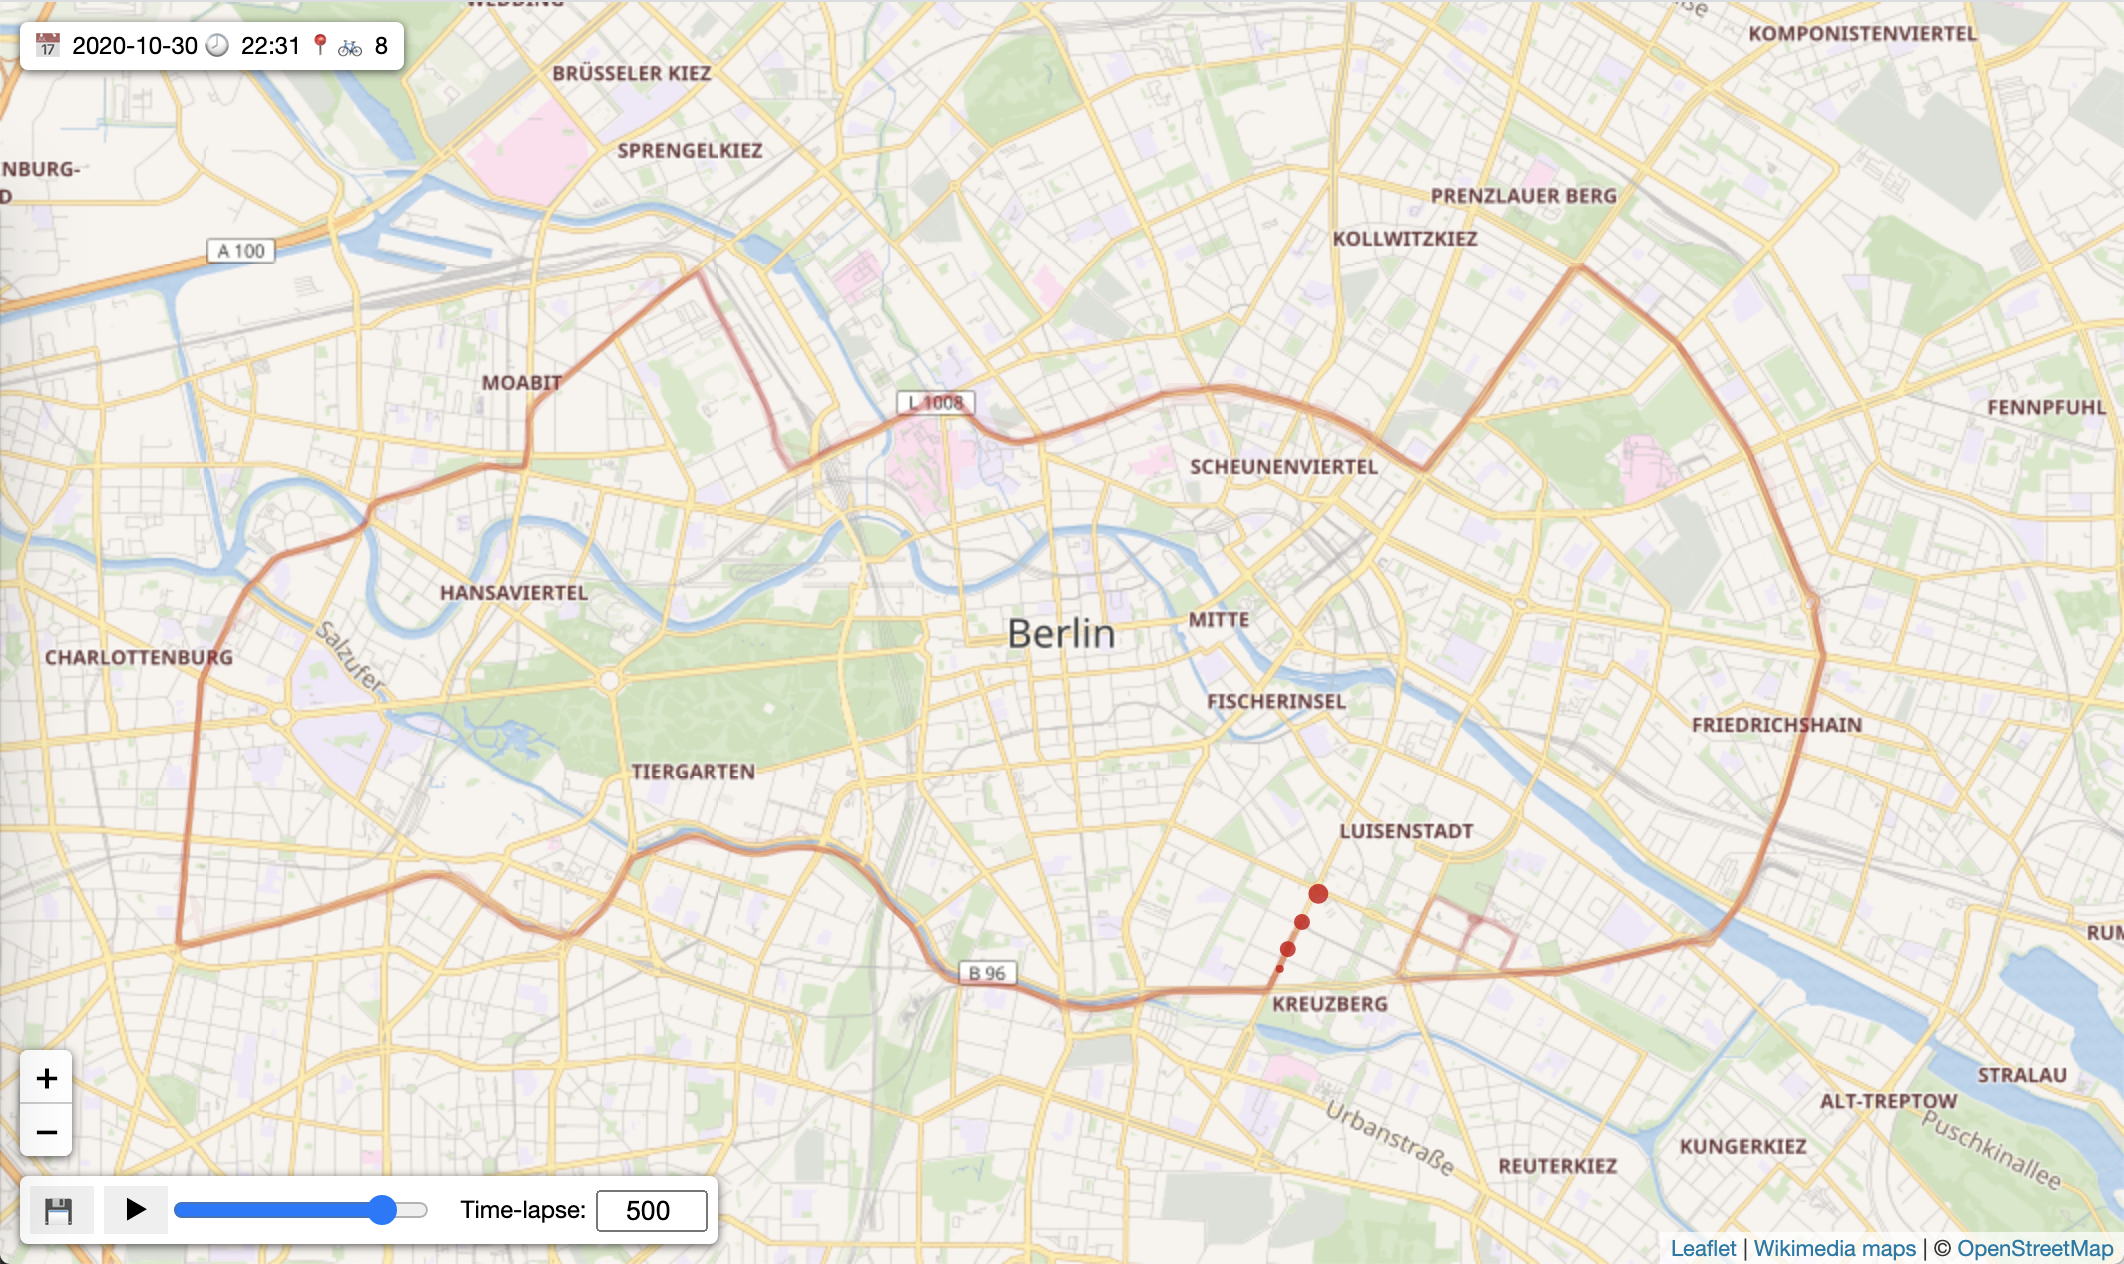 WEDDING
KOMPONISTENVIERTEL
2020-10-30 22:31 8
BRÜSSELER KIEZ
SPRENGELKIEZ
NBURG-
D
PRENZLAUER BERG
KOLLWITZKIEZ
A 100
MOABIT
L 1008
FENNPFUHL
SCHEUNENVIERTEL
HANSAVIERTEL
MITTE
Berlin
Salzufer
CHARLOTTENBURG
FISCHERINSEL
FRIEDRICHSHAIN
TIERGARTEN
LUISENSTADT
RUM
B 96
KREUZBERG
STRALAU
ALT-TREPTOW
Puschkinallee
Urbanstraße
KUNGERKIEZ
REUTERKIEZ
+
−
Time-lapse: 500
Leaflet | Wikimedia maps | © OpenStreetMap